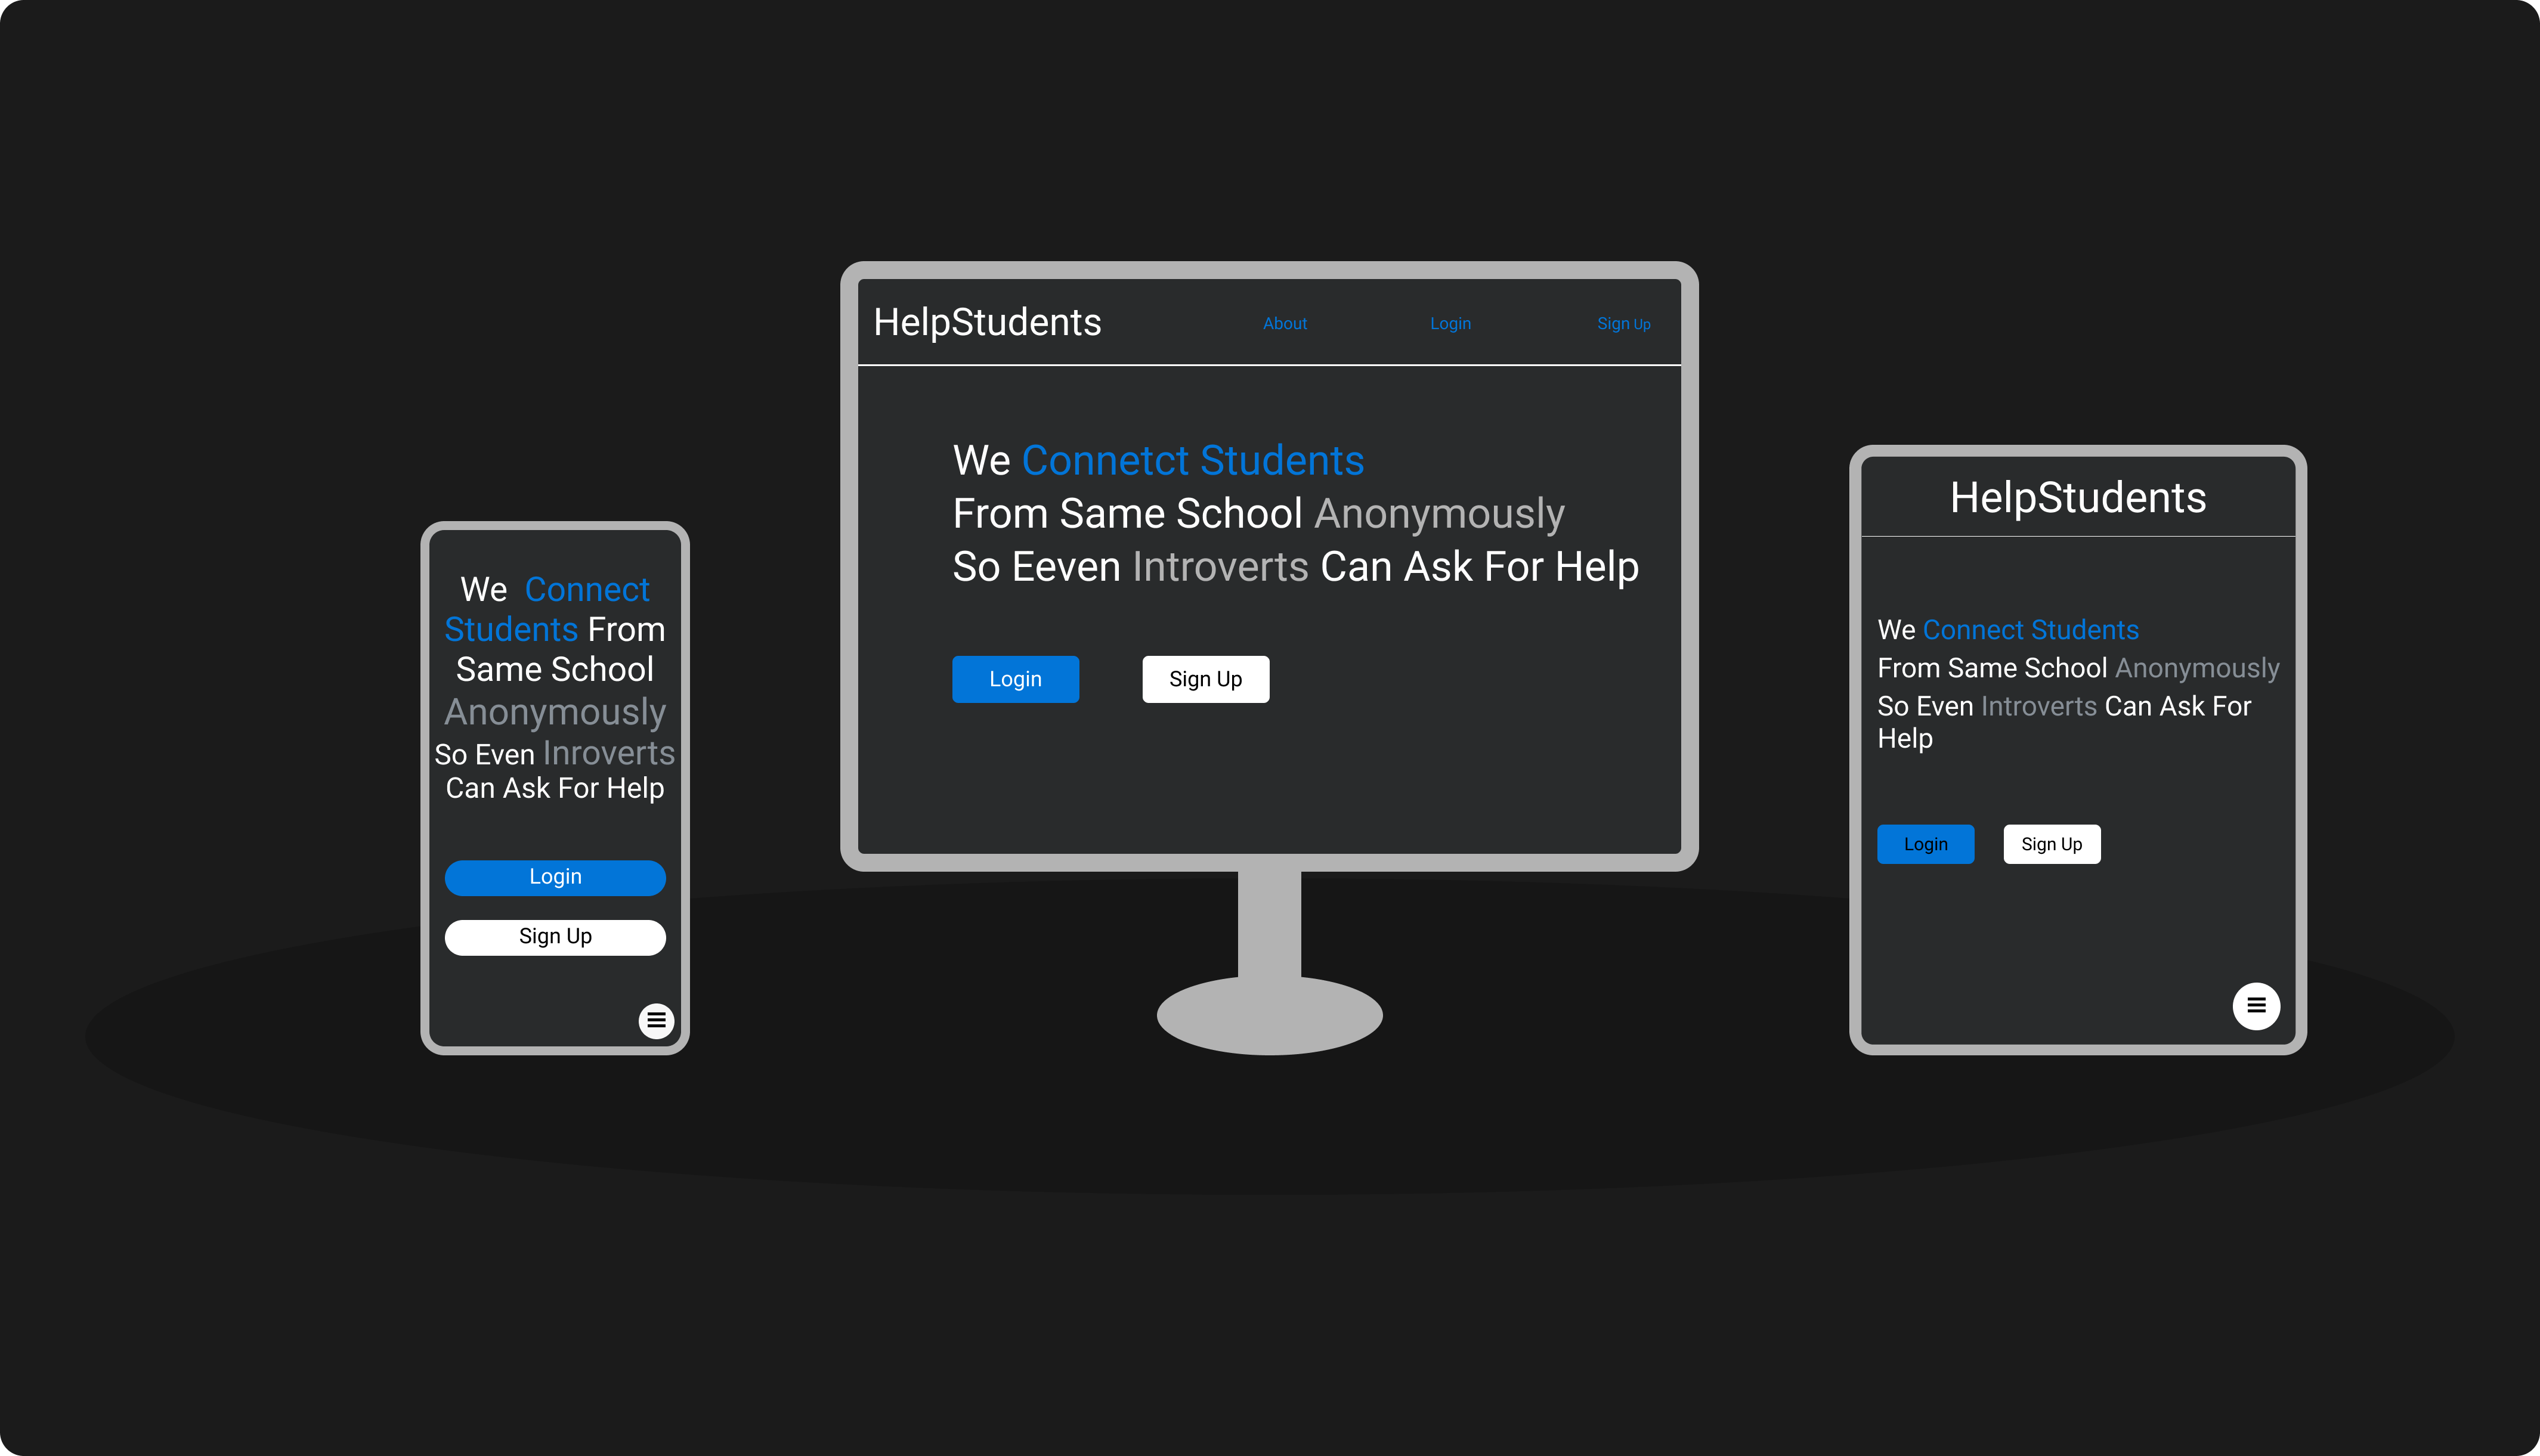 We Connect
Students From
Same School
Anonymously
So Even Inroverts
Can Ask For Help
Login
Sign Up
HelpStudents
About
Login
Sign Up
We Connetct Students
From Same School Anonymously
So Eeven Introverts Can Ask For Help
Login
Sign Up
HelpStudents
We Connect Students
From Same School Anonymously
So Even Introverts Can Ask For
Help
Login
Sign Up